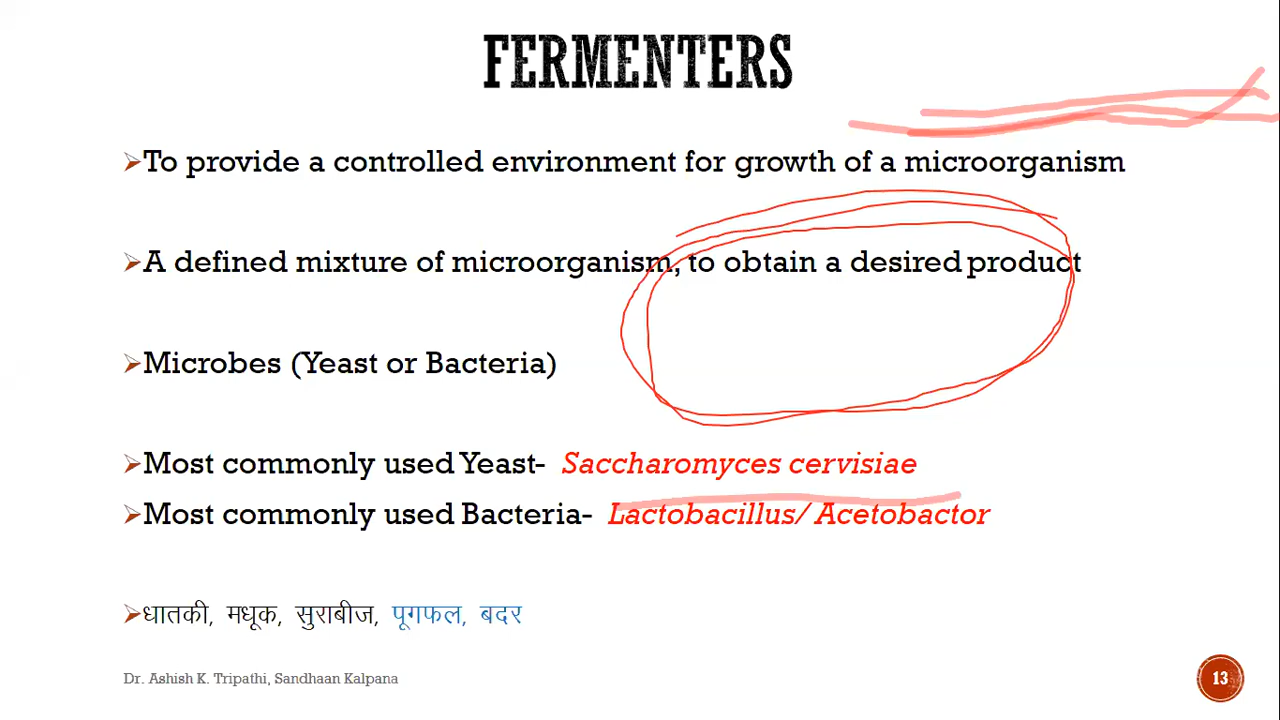 FERMENTERS
To provide a controlled environment for growth of a microorganism
A defined mixture of microorganism, to obtain a desired product
Microbes (Yeast or Bacteria)
Most commonly used Yeast- Saccharomyces cervisiae
Most commonly used Bacteria- Lactobacillus/ Acetobactor
धातकी, मधूक, सुराबीज, पूगफल, बदर
Dr. Ashish K. Tripathi, Sandhaan Kalpana
13